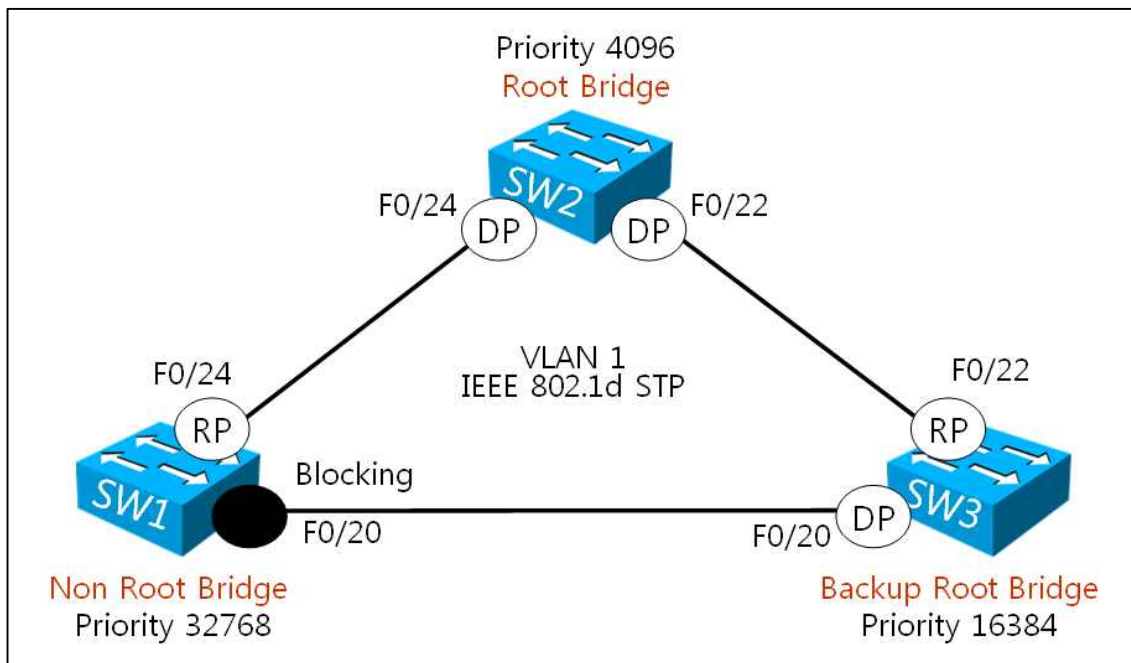 Priority 4096
Root Bridge
SW2
F0/24
DP
DP
F0/22
VLAN 1
IEEE 802.1d STP
F0/24
RP
SW1
Blocking
F0/20
F0/22
RP
SW3
F0/20
DP
Non Root Bridge
Priority 32768
Backup Root Bridge
Priority 16384